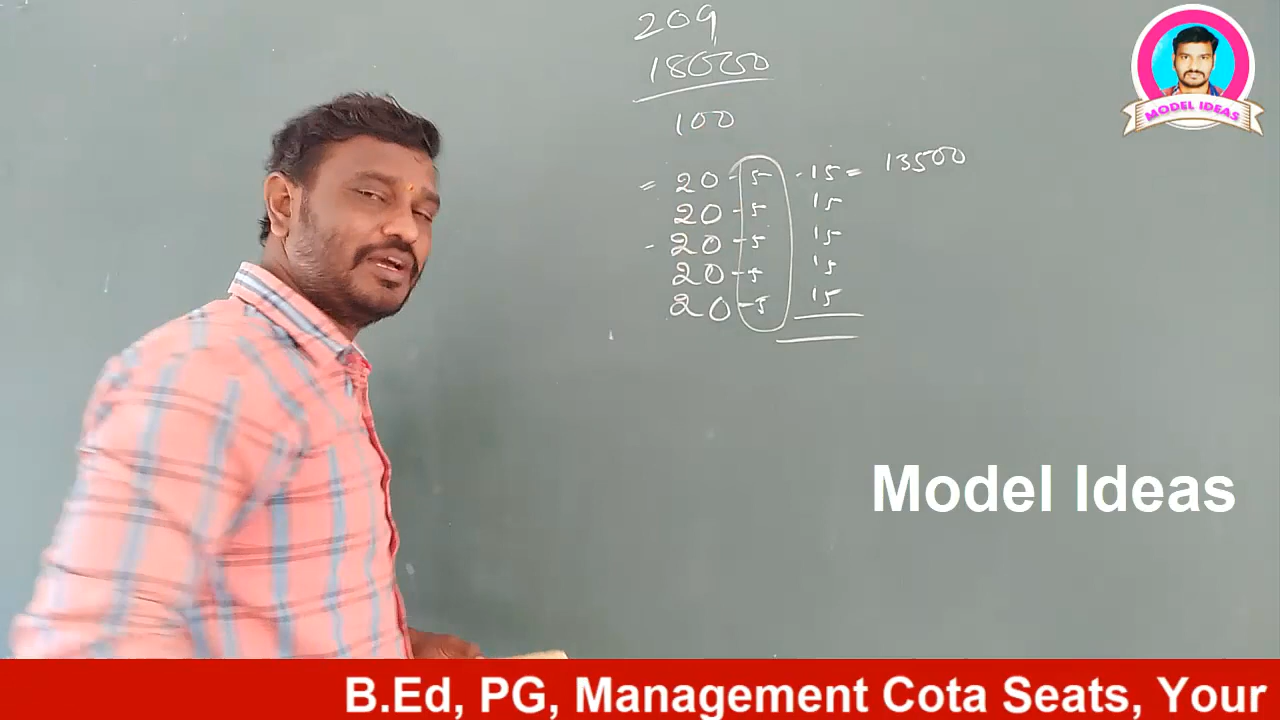 209
18000
100
= 20 - 5 - 15 = 13500
20 - 5 15
- 20 - 5 15
20 - 5 15
20 - 5 15
MODEL IDEAS
Model Ideas
B.Ed, PG, Management Cota Seats, Your